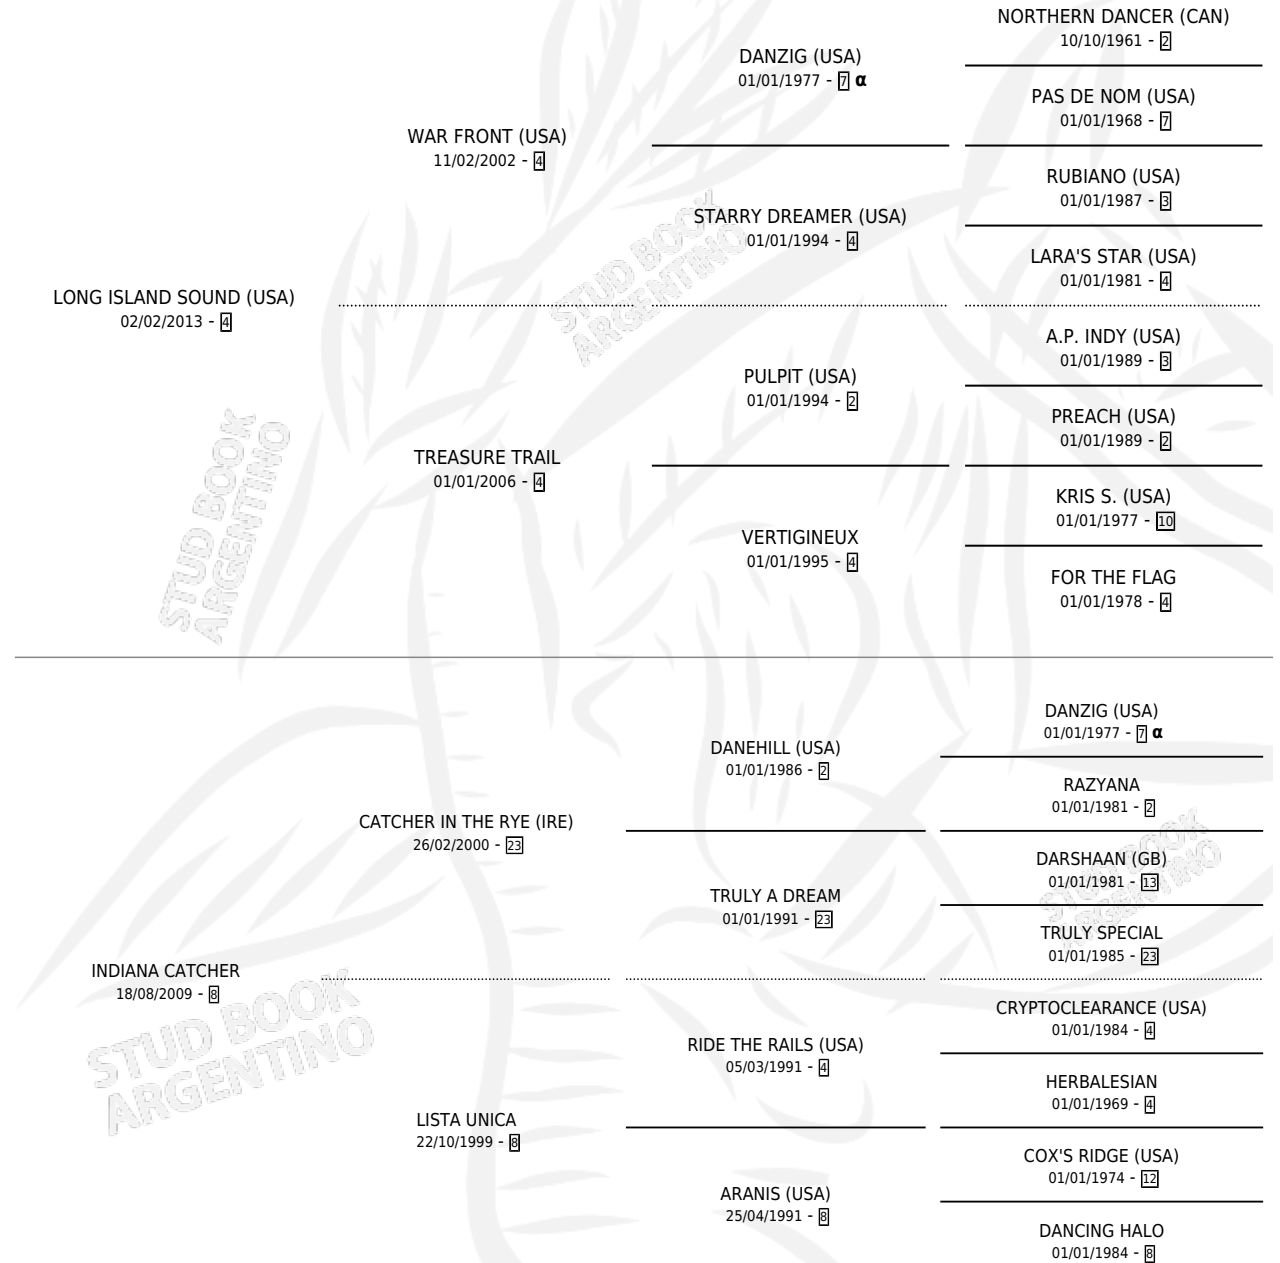 NORTHERN DANCER (CAN)
10/10/1961 - 2
DANZIG (USA)
01/01/1977 - 7 α
PAS DE NOM (USA)
01/01/1968 - 7
WAR FRONT (USA)
11/02/2002 - 4
RUBIANO (USA)
01/01/1987 - 3
STARRY DREAMER (USA)
01/01/1994 - 4
LARA'S STAR (USA)
01/01/1981 - 4
LONG ISLAND SOUND (USA)
02/02/2013 - 4
A.P. INDY (USA)
01/01/1989 - 3
PULPIT (USA)
01/01/1994 - 2
PREACH (USA)
01/01/1989 - 2
TREASURE TRAIL
01/01/2006 - 4
KRIS S. (USA)
01/01/1977 - 10
VERTIGINEUX
01/01/1995 - 4
FOR THE FLAG
01/01/1978 - 4
DANZIG (USA)
01/01/1977 - 7 α
DANEHILL (USA)
01/01/1986 - 2
RAZYANA
01/01/1981 - 2
CATCHER IN THE RYE (IRE)
26/02/2000 - 23
DARSHAAN (GB)
01/01/1981 - 13
TRULY A DREAM
01/01/1991 - 23
TRULY SPECIAL
01/01/1985 - 23
INDIANA CATCHER
18/08/2009 - 8
CRYPTOCLEARANCE (USA)
01/01/1984 - 4
RIDE THE RAILS (USA)
05/03/1991 - 4
HERBALESIAN
01/01/1969 - 4
LISTA UNICA
22/10/1999 - 8
COX'S RIDGE (USA)
01/01/1974 - 12
ARANIS (USA)
25/04/1991 - 8
DANCING HALO
01/01/1984 - 8
STUD BOOK
ARGENTINO
STUD BOOK
ARGENTINO
STUD BOOK
ARGENTINO
STUD BOOK
ARGENTINO